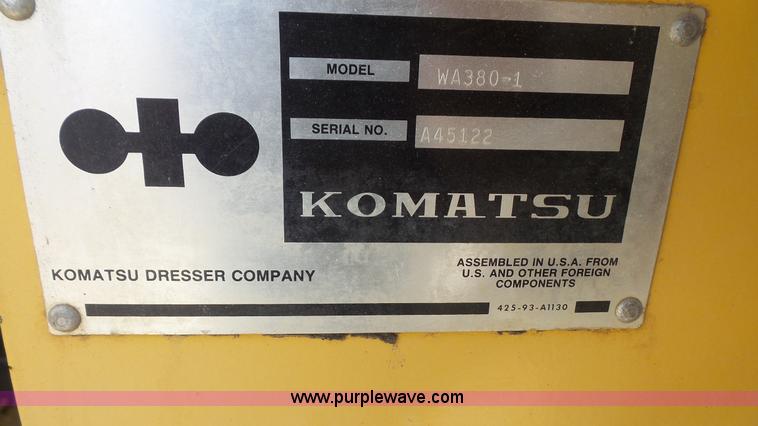 MODEL WA380-1
SERIAL NO. A45122
KOMATSU
KOMATSU DRESSER COMPANY
ASSEMBLED IN U.S.A. FROM
U.S. AND OTHER FOREIGN
COMPONENTS
425-93-A1130
www.purplewave.com